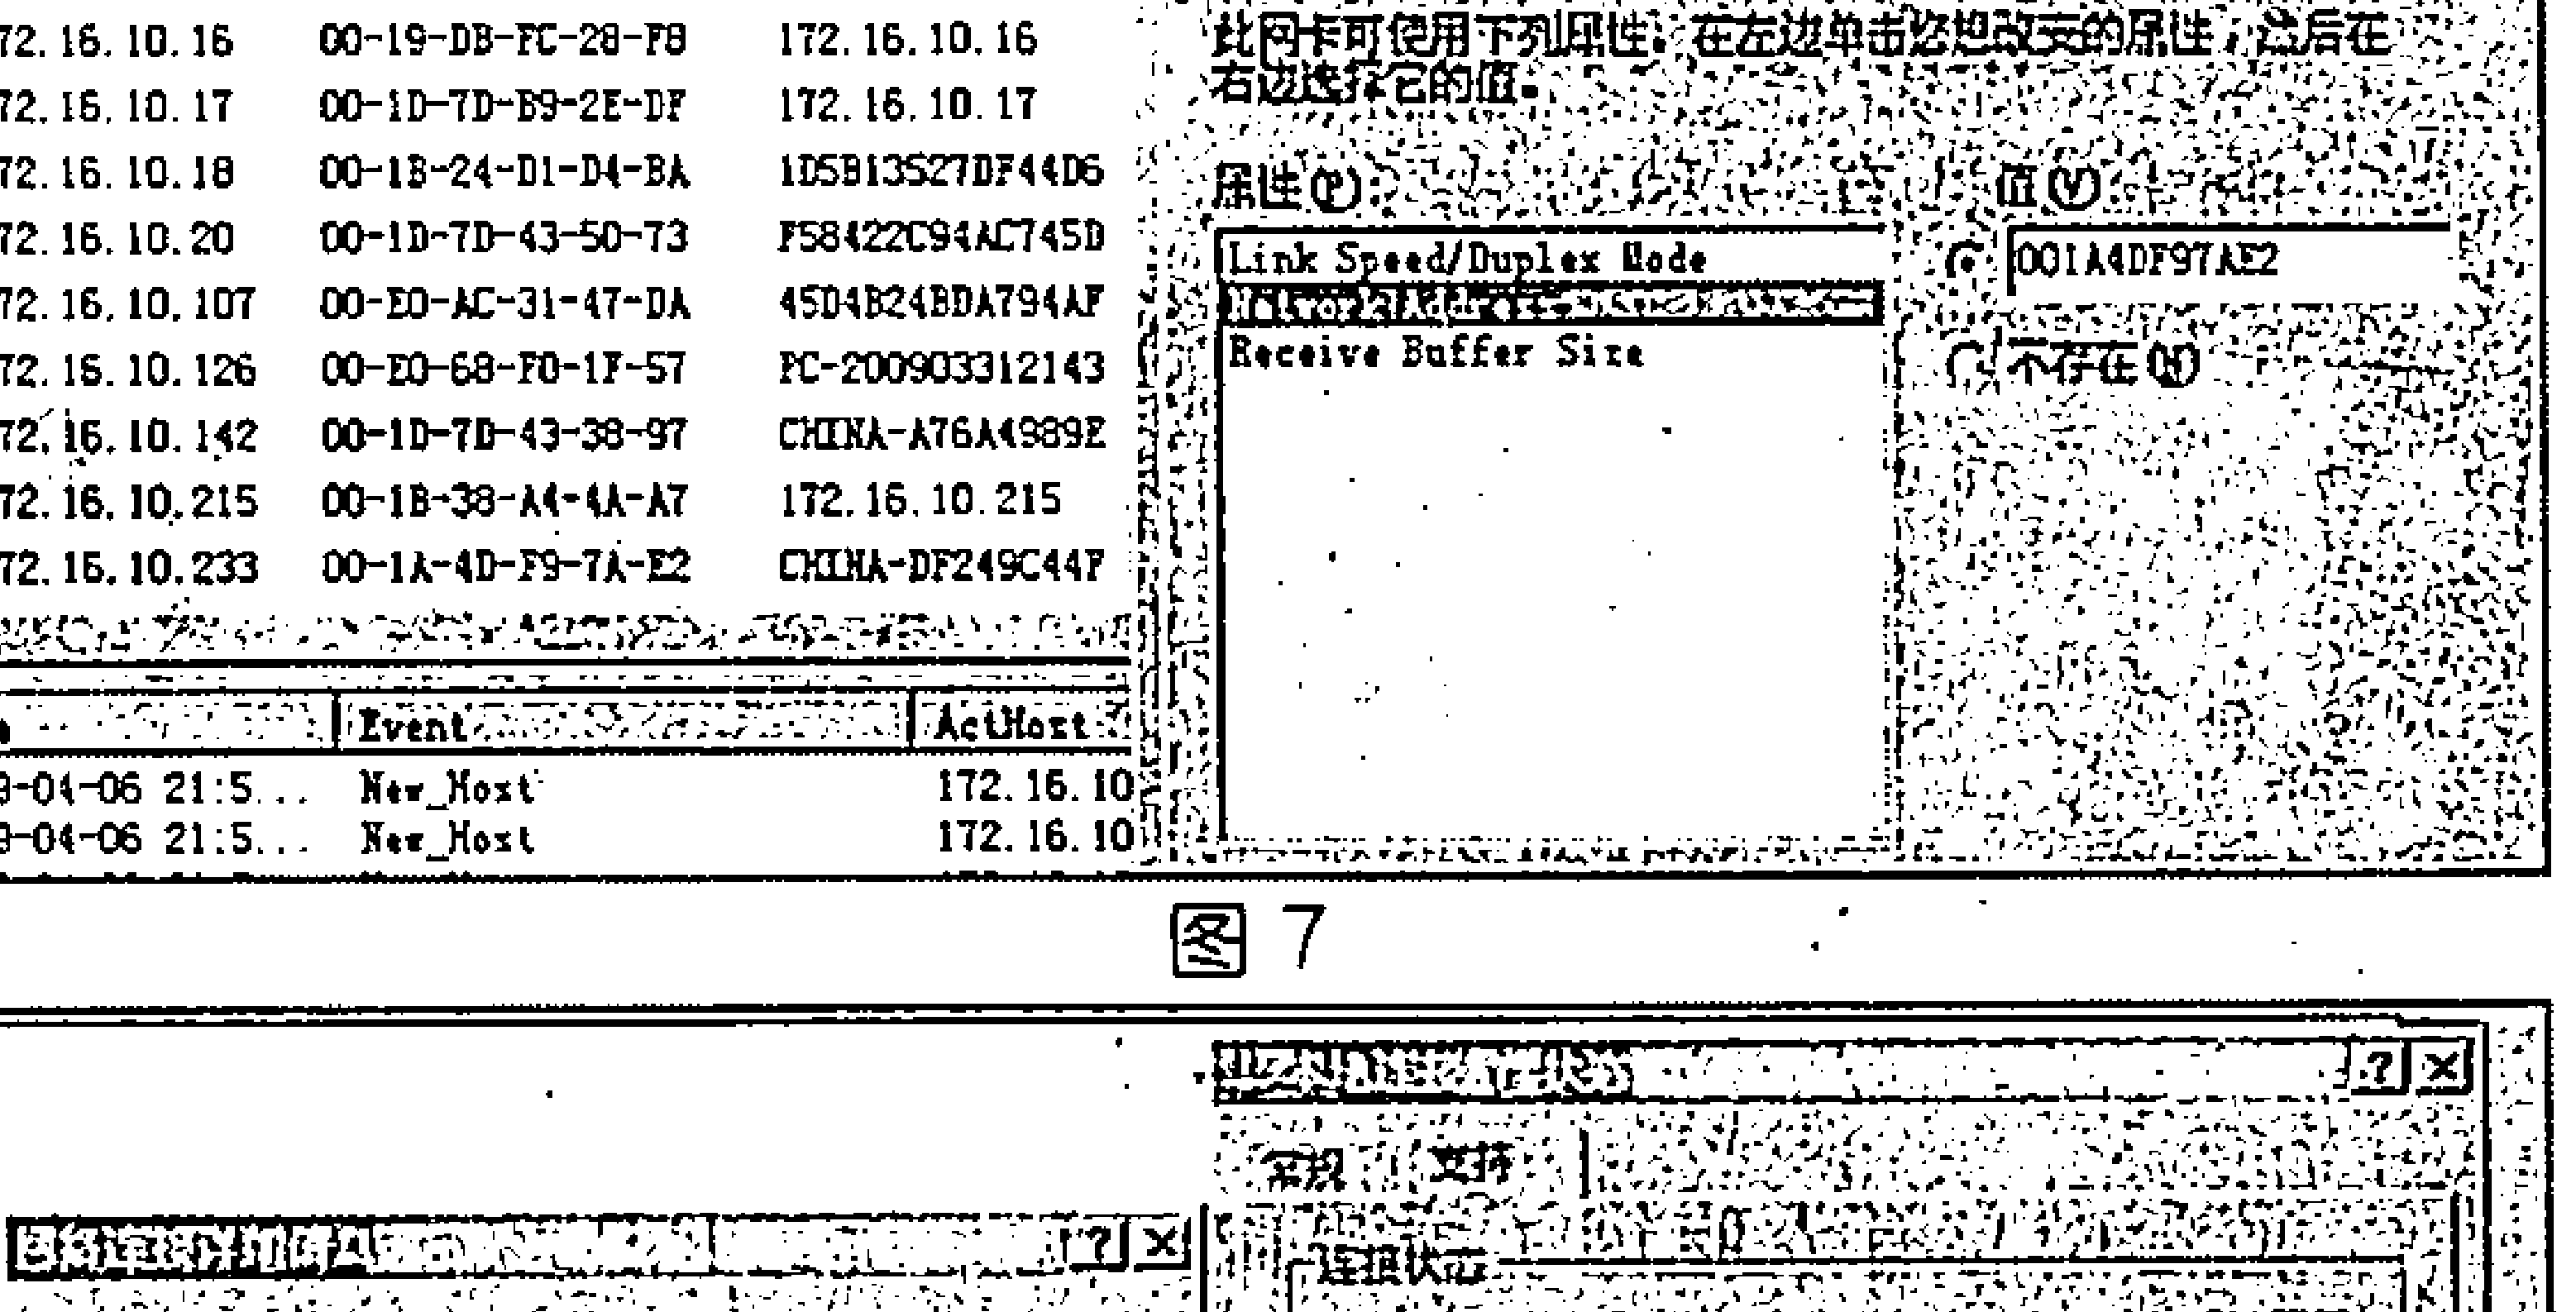 72.16.10.16 00-19-DB-FC-28-F8 172.16.10.16
72.16.10.17 00-1D-7D-B9-2E-DF 172.16.10.17
72.16.10.18 00-1B-24-D1-D4-BA 1D5B13527DF44D6
72.16.10.20 00-1D-7D-43-50-73 F58422C94AC745D
72.16.10.107 00-E0-AC-31-47-DA 45D4B24BDA794AF
72.16.10.126 00-E0-68-F0-1F-57 PC-200903312143
72.16.10.142 00-1D-7D-43-38-97 CHINA-A76A4989E
72.16.10.215 00-1B-38-A4-4A-A7 172.16.10.215
72.16.10.233 00-1A-4D-F9-7A-E2 CHINA-DF249C44F
Event ActHost
9-04-06 21:5... New_Host 172.16.10
9-04-06 21:5... New_Host 172.16.10
此网卡可使用下列属性。在左边单击您想改变的属性，然后在
右边选择它的值。
属性(P) 值(V)
Link Speed/Duplex Mode
Network Address
Receive Buffer Size
001A4DF97AE2
不存在(N)
图 7
常规 支持
连接状态